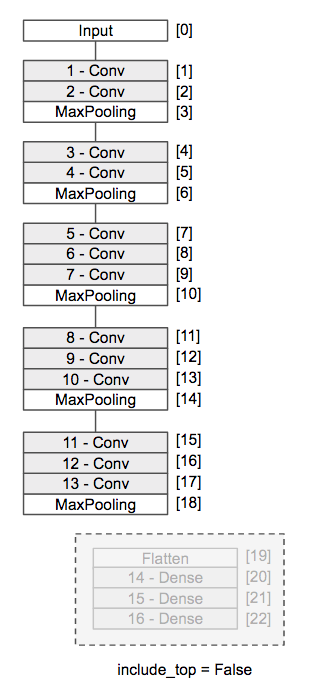 Input [0]
1 - Conv [1]
2 - Conv [2]
MaxPooling [3]
3 - Conv [4]
4 - Conv [5]
MaxPooling [6]
5 - Conv [7]
6 - Conv [8]
7 - Conv [9]
MaxPooling [10]
8 - Conv [11]
9 - Conv [12]
10 - Conv [13]
MaxPooling [14]
11 - Conv [15]
12 - Conv [16]
13 - Conv [17]
MaxPooling [18]
Flatten [19]
14 - Dense [20]
15 - Dense [21]
16 - Dense [22]
include_top = False